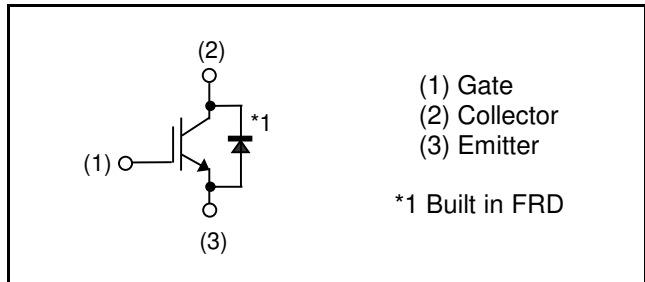 (2)
*1
(1)
(3)
(1) Gate
(2) Collector
(3) Emitter
*1 Built in FRD